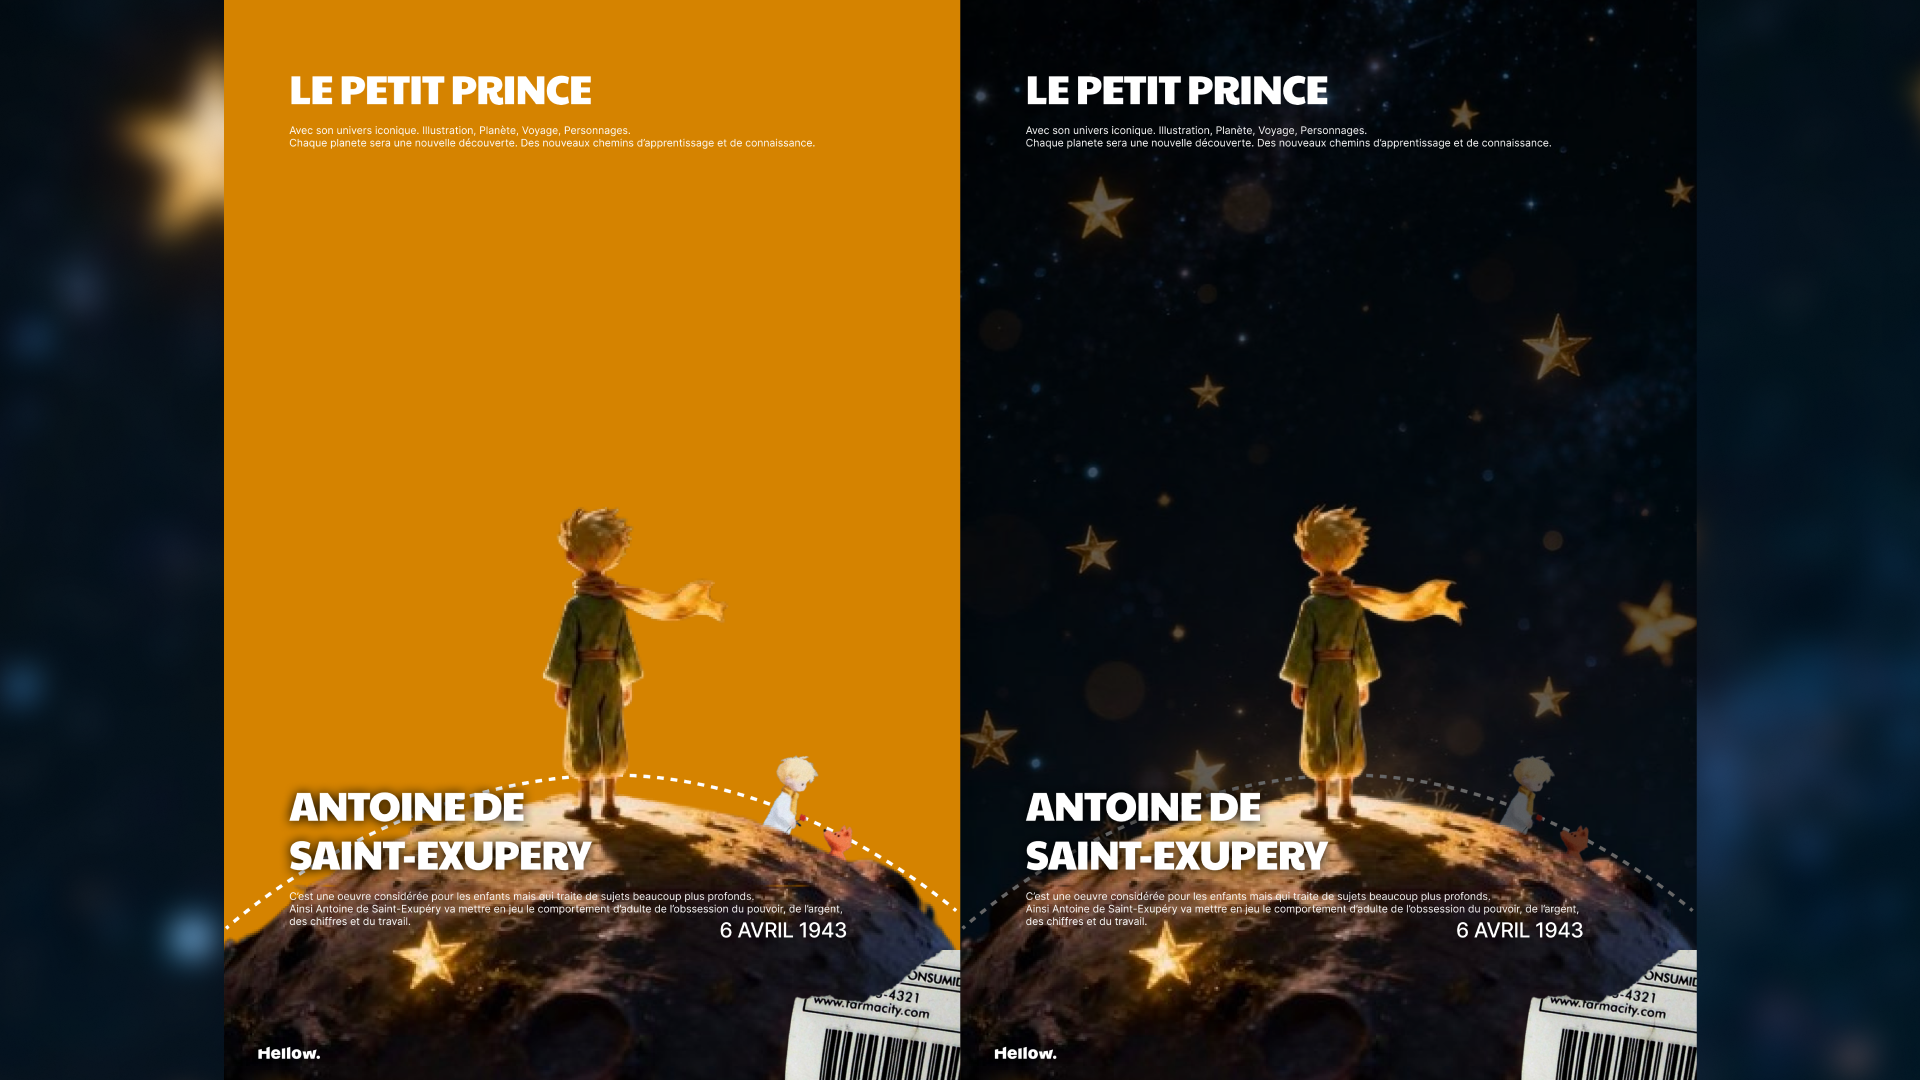 LE PETIT PRINCE
Avec son univers iconique. Illustration, Planète, Voyage, Personnages.
Chaque planete sera une nouvelle découverte. Des nouveaux chemins d'apprentissage et de connaissance.
ANTOINE DE
SAINT-EXUPERY
C'est une oeuvre considérée pour les enfants mais qui traite de sujets beaucoup plus profonds.
Ainsi Antoine de Saint-Exupéry va mettre en jeu le comportement d'adulte de l'obssession du pouvoir, de l'argent,
des chiffres et du travail.
6 AVRIL 1943
-4321
www.farmacity.com
Hellow.
LE PETIT PRINCE
Avec son univers iconique. Illustration, Planète, Voyage, Personnages.
Chaque planete sera une nouvelle découverte. Des nouveaux chemins d'apprentissage et de connaissance.
ANTOINE DE
SAINT-EXUPERY
C'est une oeuvre considérée pour les enfants mais qui traite de sujets beaucoup plus profonds.
Ainsi Antoine de Saint-Exupéry va mettre en jeu le comportement d'adulte de l'obssession du pouvoir, de l'argent,
des chiffres et du travail.
6 AVRIL 1943
-4321
www.farmacity.com
Hellow.